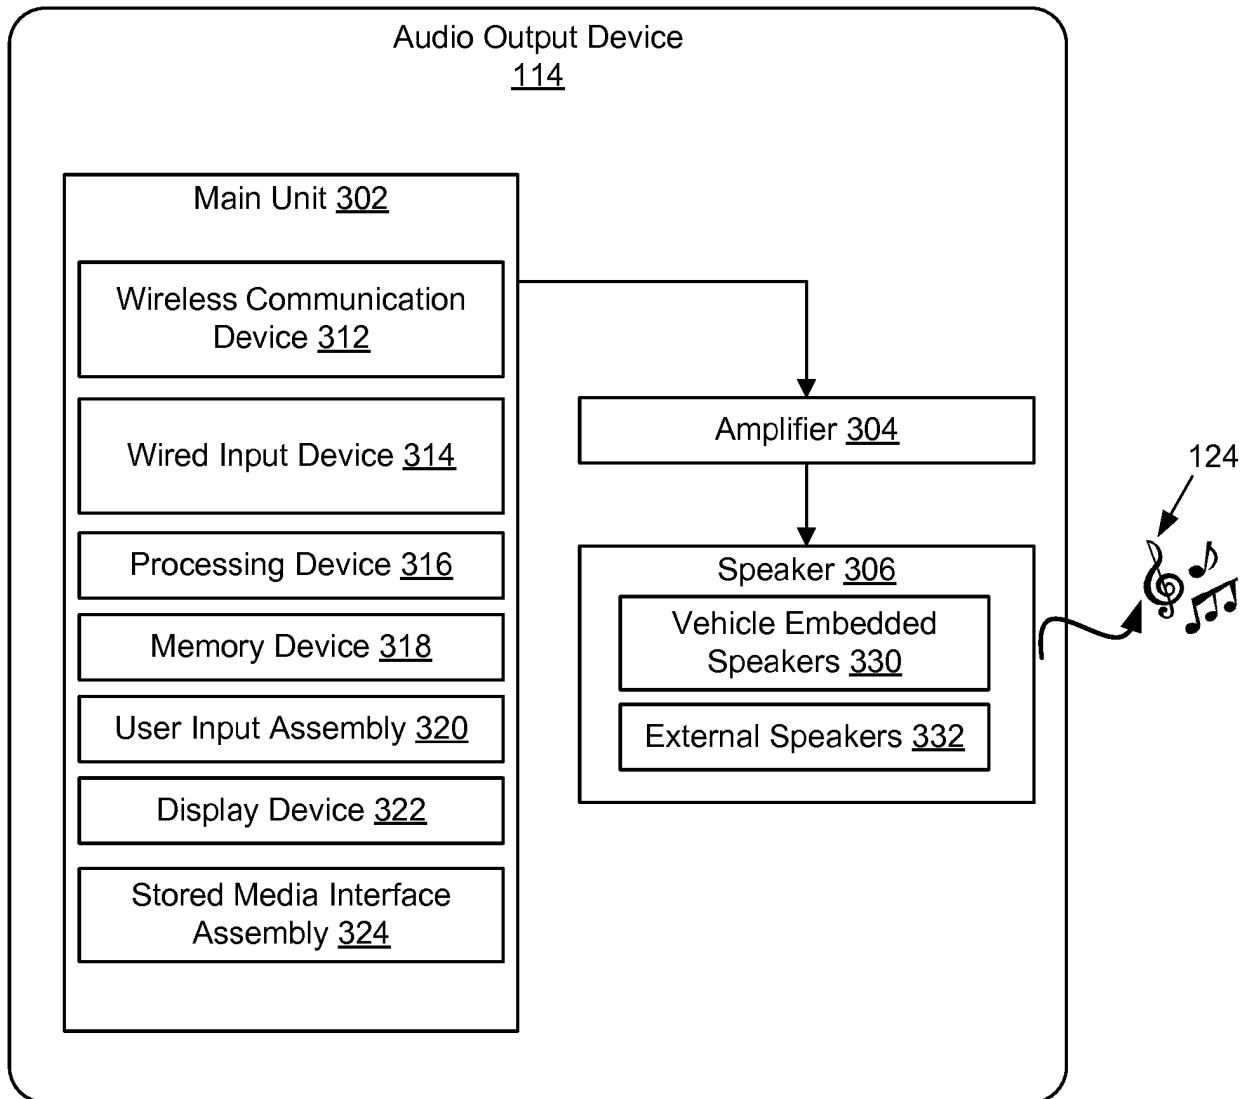 Audio Output Device
114
Main Unit 302
Wireless Communication
Device 312
Wired Input Device 314
Processing Device 316
Memory Device 318
User Input Assembly 320
Display Device 322
Stored Media Interface
Assembly 324
Amplifier 304
Speaker 306
Vehicle Embedded
Speakers 330
External Speakers 332
124